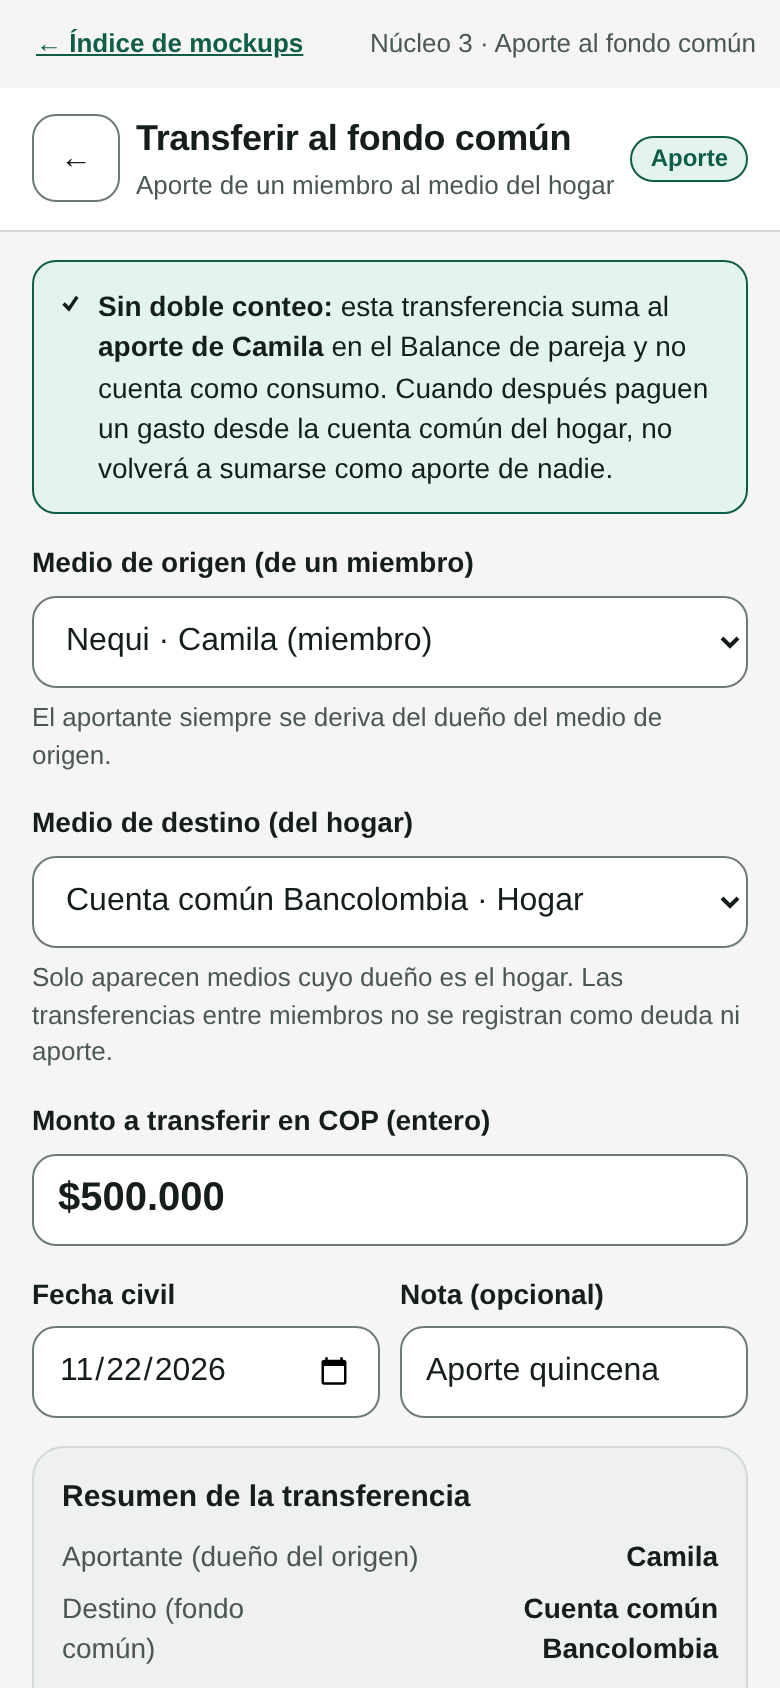 ← Índice de mockups
Núcleo 3 · Aporte al fondo común
←
Transferir al fondo común
Aporte de un miembro al medio del hogar
Aporte
✓ Sin doble conteo: esta transferencia suma al
aporte de Camila en el Balance de pareja y no
cuenta como consumo. Cuando después paguen
un gasto desde la cuenta común del hogar, no
volverá a sumarse como aporte de nadie.
Medio de origen (de un miembro)
Nequi · Camila (miembro)
El aportante siempre se deriva del dueño del medio de
origen.
Medio de destino (del hogar)
Cuenta común Bancolombia · Hogar
Solo aparecen medios cuyo dueño es el hogar. Las
transferencias entre miembros no se registran como deuda ni
aporte.
Monto a transferir en COP (entero)
$500.000
Fecha civil
11/22/2026
Nota (opcional)
Aporte quincena
Resumen de la transferencia
Aportante (dueño del origen)
Camila
Destino (fondo
común)
Cuenta común
Bancolombia